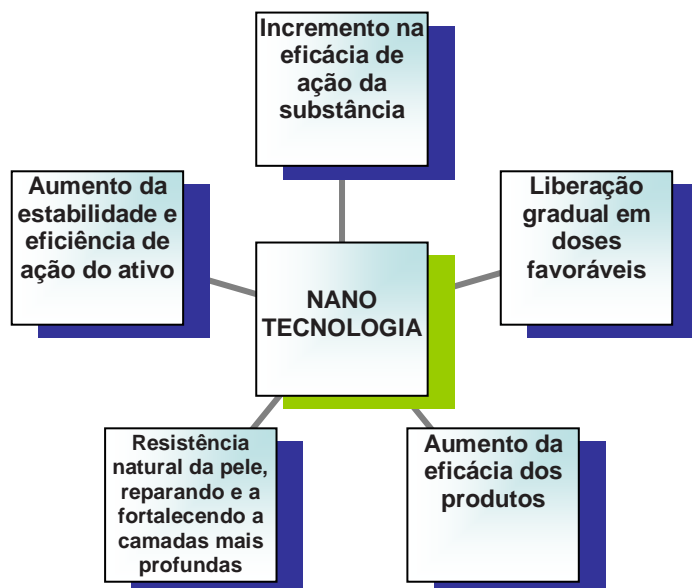 Incremento na
eficácia de
ação da
substância
Aumento da
estabilidade e
eficiência de
ação do ativo
Liberação
gradual em
doses
favoráveis
NANO
TECNOLOGIA
Resistência
natural da pele,
reparando e a
fortalecendo a
camadas mais
profundas
Aumento da
eficácia dos
produtos